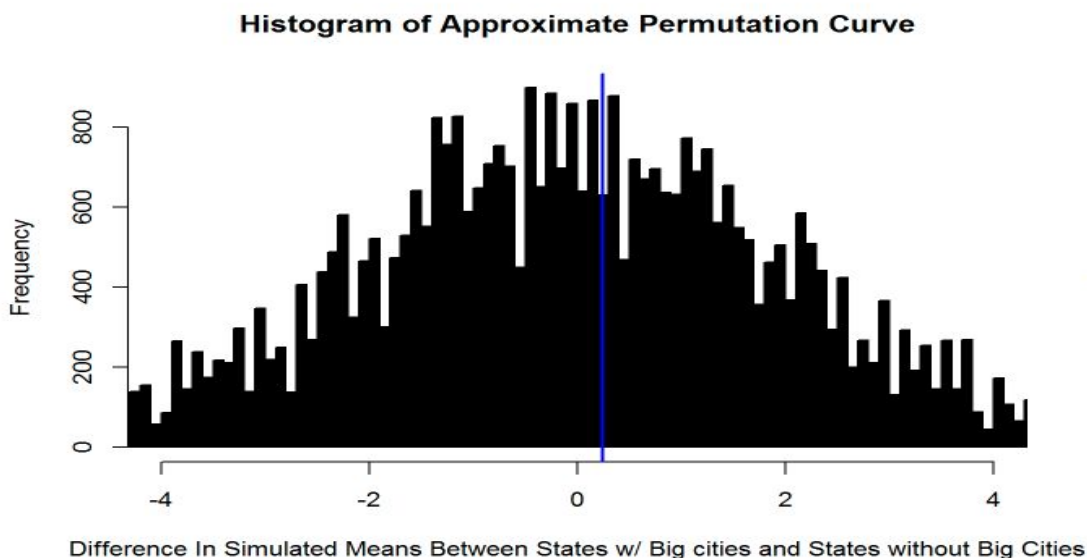 Histogram of Approximate Permutation Curve
Frequency
800
600
400
200
0
-4 -2 0 2 4
Difference In Simulated Means Between States w/ Big cities and States without Big Cities